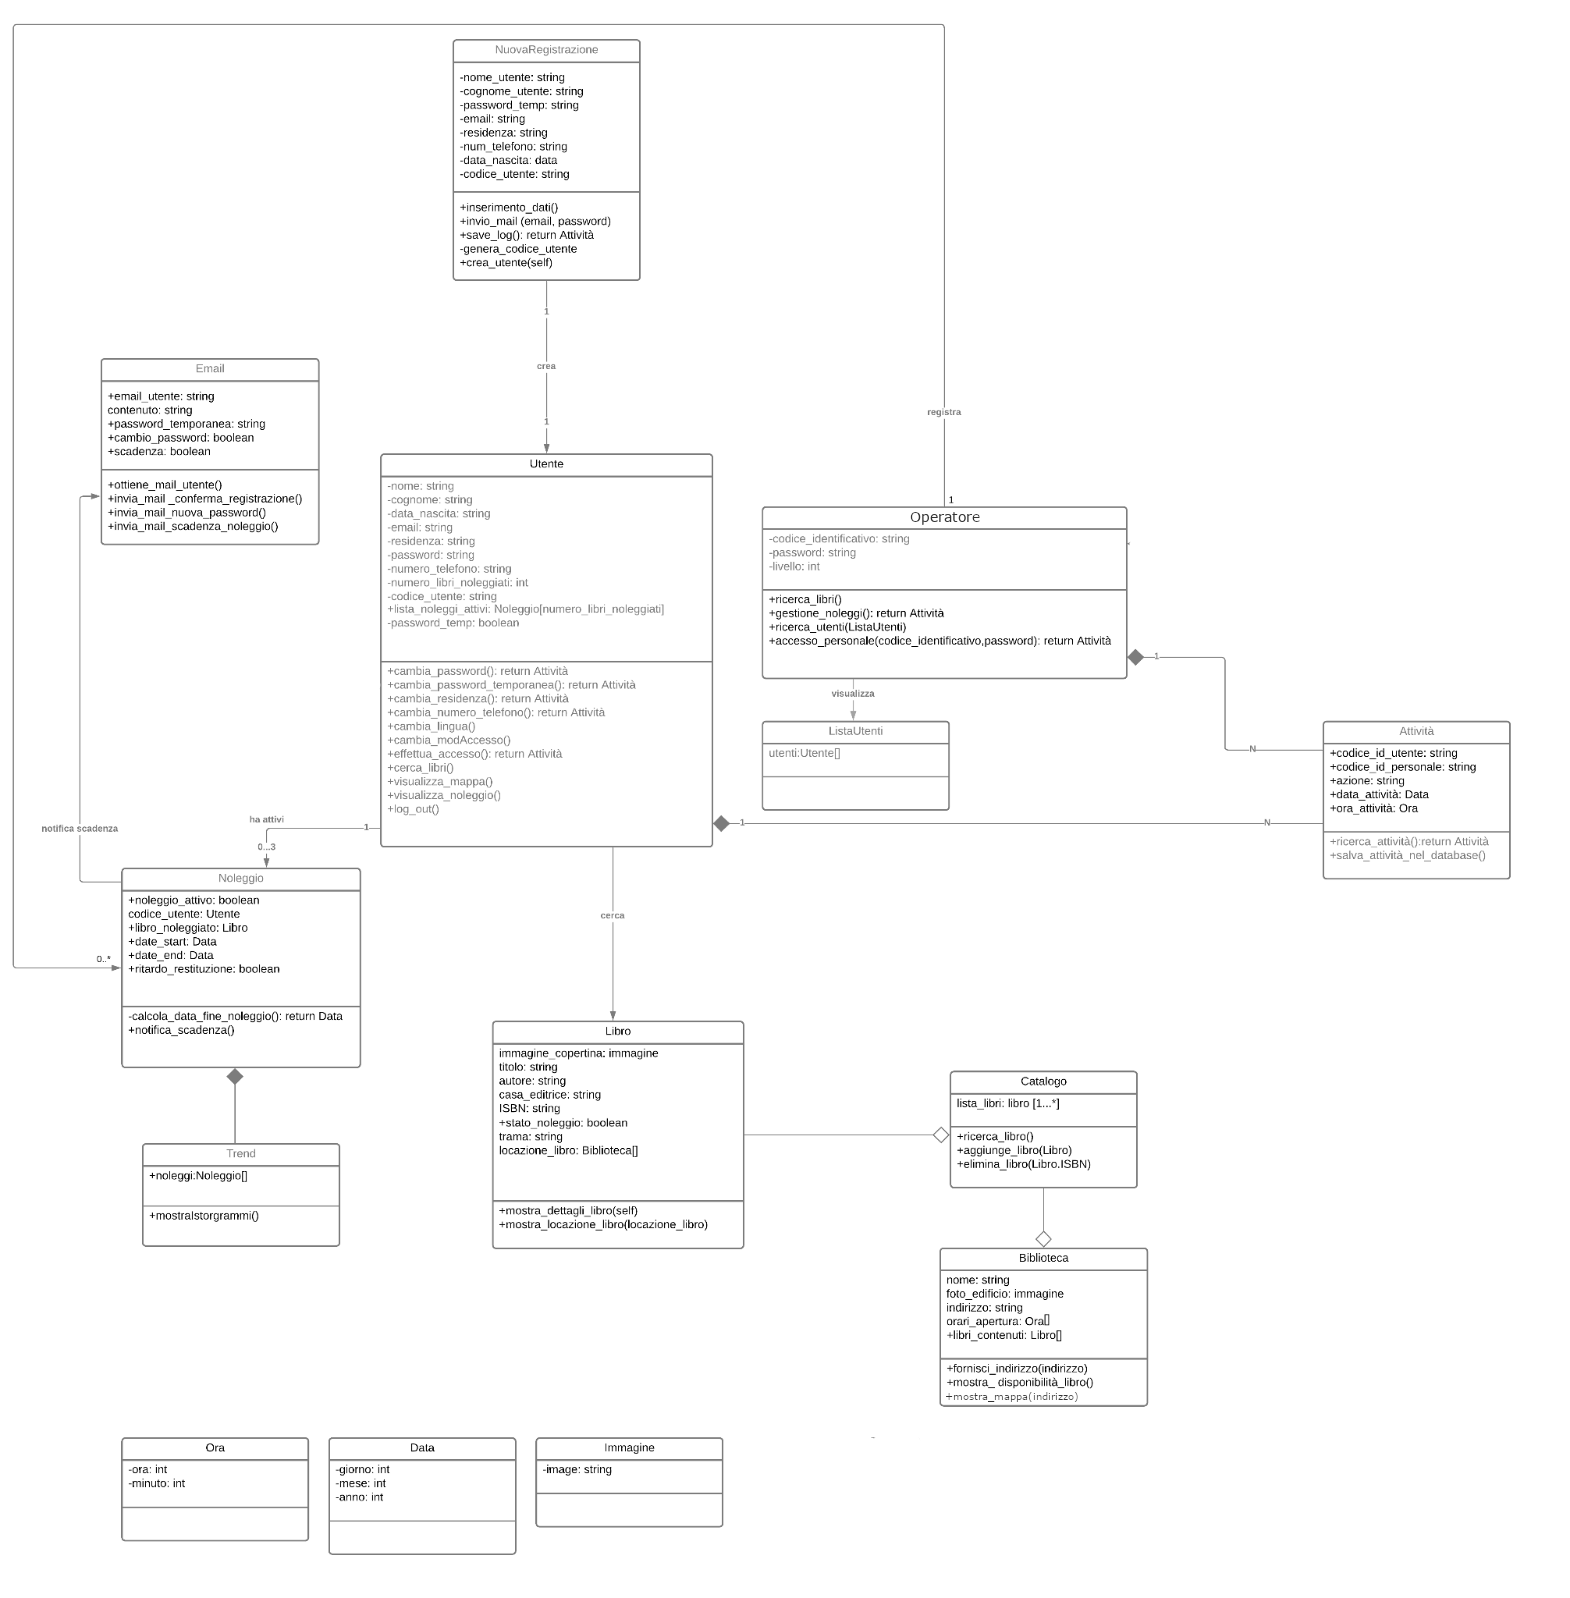 NuovaRegistrazione
-nome_utente: string
-cognome_utente: string
-password_temp: string
-email: string
-residenza: string
-num_telefono: string
-data_nascita: data
-codice_utente: string
+inserimento_dati()
+invio_mail (email, password)
+save_log(): return Attività
-genera_codice_utente
+crea_utente(self)
1
crea
1
Email
+email_utente: string
contenuto: string
+password_temporanea: string
+cambio_password: boolean
+scadenza: boolean
+ottiene_mail_utente()
+invia_mail _conferma_registrazione()
+invia_mail_nuova_password()
+invia_mail_scadenza_noleggio()
registra
1
Utente
-nome: string
-cognome: string
-data_nascita: string
-email: string
-residenza: string
-password: string
-numero_telefono: string
-numero_libri_noleggiati: int
-codice_utente: string
+lista_noleggi_attivi: Noleggio[numero_libri_noleggiati]
-password_temp: boolean
+cambia_password(): return Attività
+cambia_password_temporanea(): return Attività
+cambia_residenza(): return Attività
+cambia_numero_telefono(): return Attività
+cambia_lingua()
+cambia_modAccesso()
+effettua_accesso(): return Attività
+cerca_libri()
+visualizza_mappa()
+visualizza_noleggio()
+log_out()
Operatore
-codice_identificativo: string
-password: string
-livello: int
+ricerca_libri()
+gestione_noleggi(): return Attività
+ricerca_utenti(ListaUtenti)
+accesso_personale(codice_identificativo,password): return Attività
1
N
visualizza
ListaUtenti
utenti:Utente[]
Attività
+codice_id_utente: string
+codice_id_personale: string
+azione: string
+data_attività: Data
+ora_attività: Ora
+ricerca_attività():return Attività
+salva_attività_nel_database()
1
N
notifica scadenza
ha attivi
1
0...3
Noleggio
+noleggio_attivo: boolean
codice_utente: Utente
+libro_noleggiato: Libro
+date_start: Data
+date_end: Data
+ritardo_restituzione: boolean
-calcola_data_fine_noleggio(): return Data
+notifica_scadenza()
0..*
cerca
Trend
+noleggi:Noleggio[]
+mostraIstorgrammi()
Libro
immagine_copertina: immagine
titolo: string
autore: string
casa_editrice: string
ISBN: string
+stato_noleggio: boolean
trama: string
locazione_libro: Biblioteca[]
+mostra_dettagli_libro(self)
+mostra_locazione_libro(locazione_libro)
Catalogo
lista_libri: libro [1...*]
+ricerca_libro()
+aggiunge_libro(Libro)
+elimina_libro(Libro.ISBN)
Biblioteca
nome: string
foto_edificio: immagine
indirizzo: string
orari_apertura: Ora[]
+libri_contenuti: Libro[]
+fornisci_indirizzo(indirizzo)
+mostra_ disponibilità_libro()
+mostra_mappa(indirizzo)
Ora
-ora: int
-minuto: int
Data
-giorno: int
-mese: int
-anno: int
Immagine
-image: string